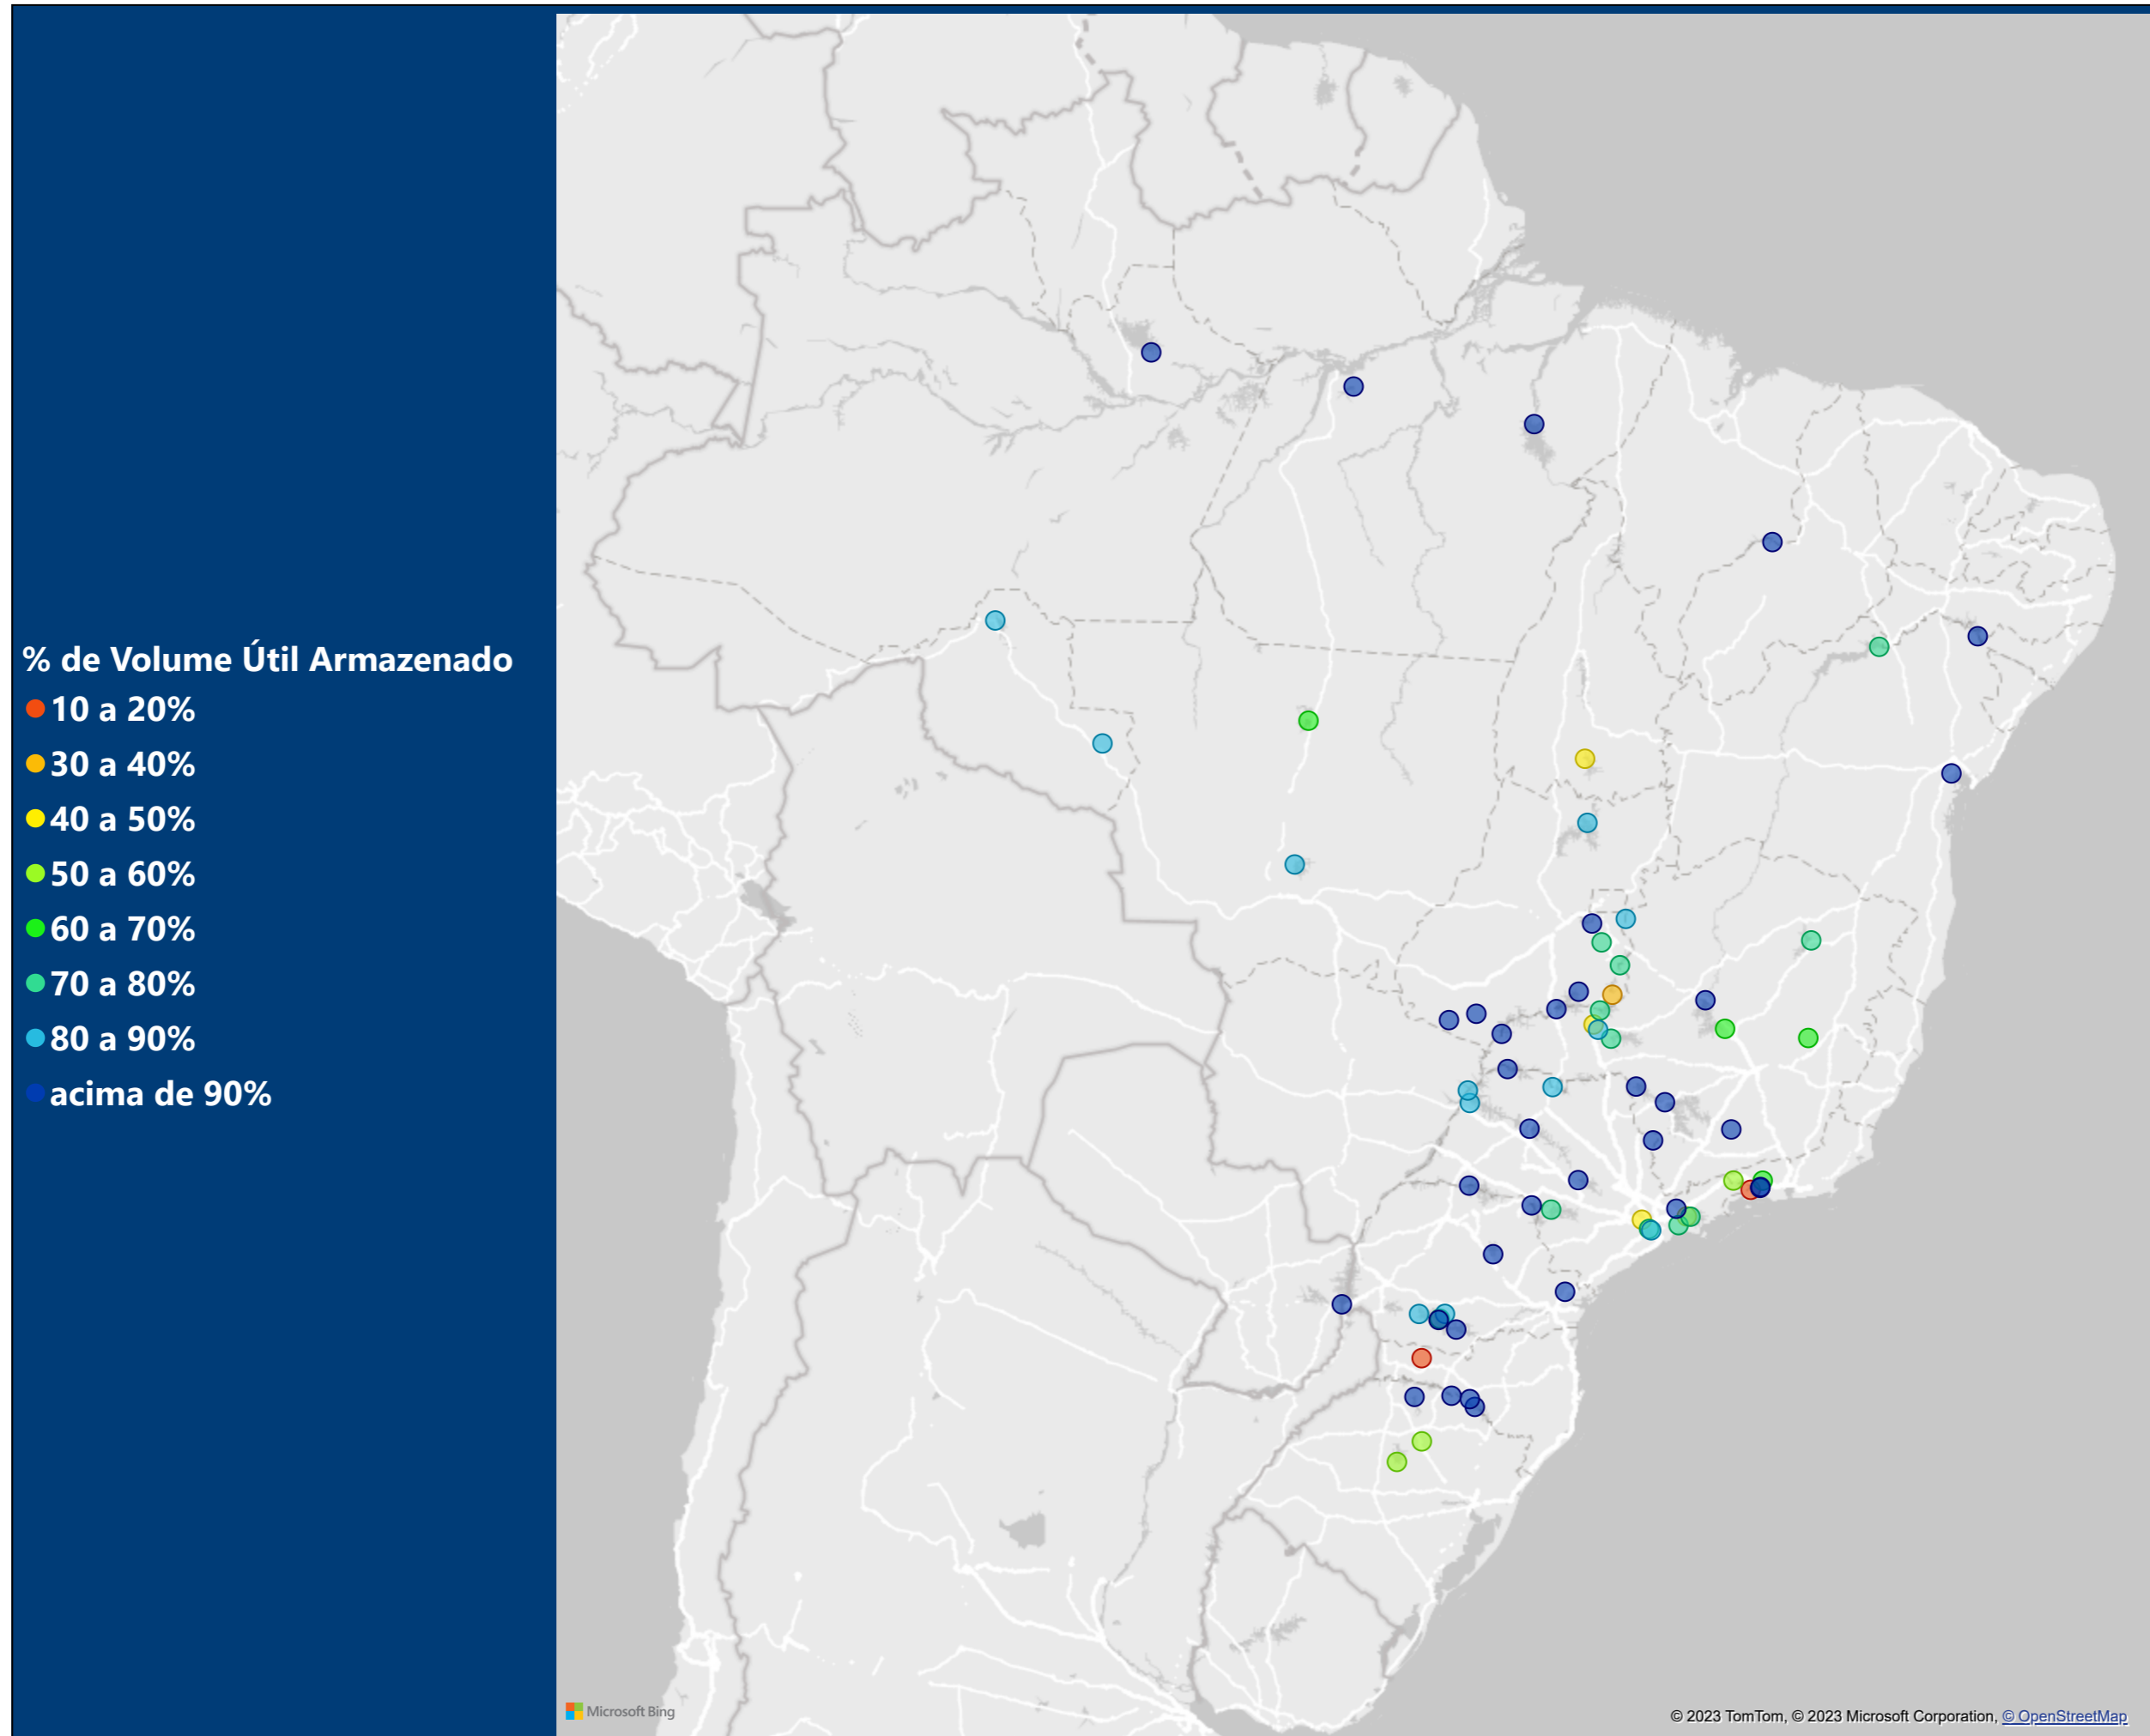 % de Volume Útil Armazenado
10 a 20%
30 a 40%
40 a 50%
50 a 60%
60 a 70%
70 a 80%
80 a 90%
acima de 90%
Microsoft Bing
© 2023 TomTom, © 2023 Microsoft Corporation, © OpenStreetMap